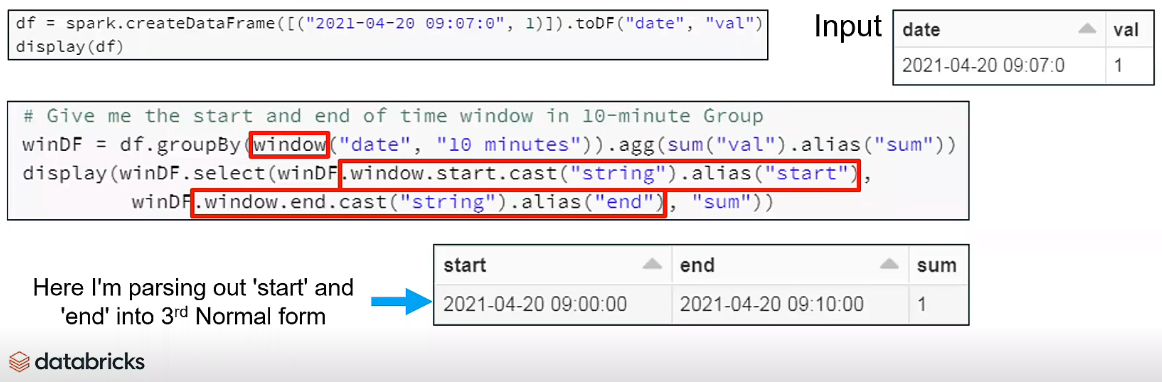 df = spark.createDataFrame([("2021-04-20 09:07:0", 1)]).toDF("date", "val")
display(df)
Input
date val
2021-04-20 09:07:0 1
# Give me the start and end of time window in 10-minute Group
winDF = df.groupBy(window("date", "10 minutes")).agg(sum("val").alias("sum"))
display(winDF.select(winDF.window.start.cast("string").alias("start"),
winDF.window.end.cast("string").alias("end"), "sum"))
Here I'm parsing out 'start' and
'end' into 3rd Normal form
start end sum
2021-04-20 09:00:00 2021-04-20 09:10:00 1
databricks